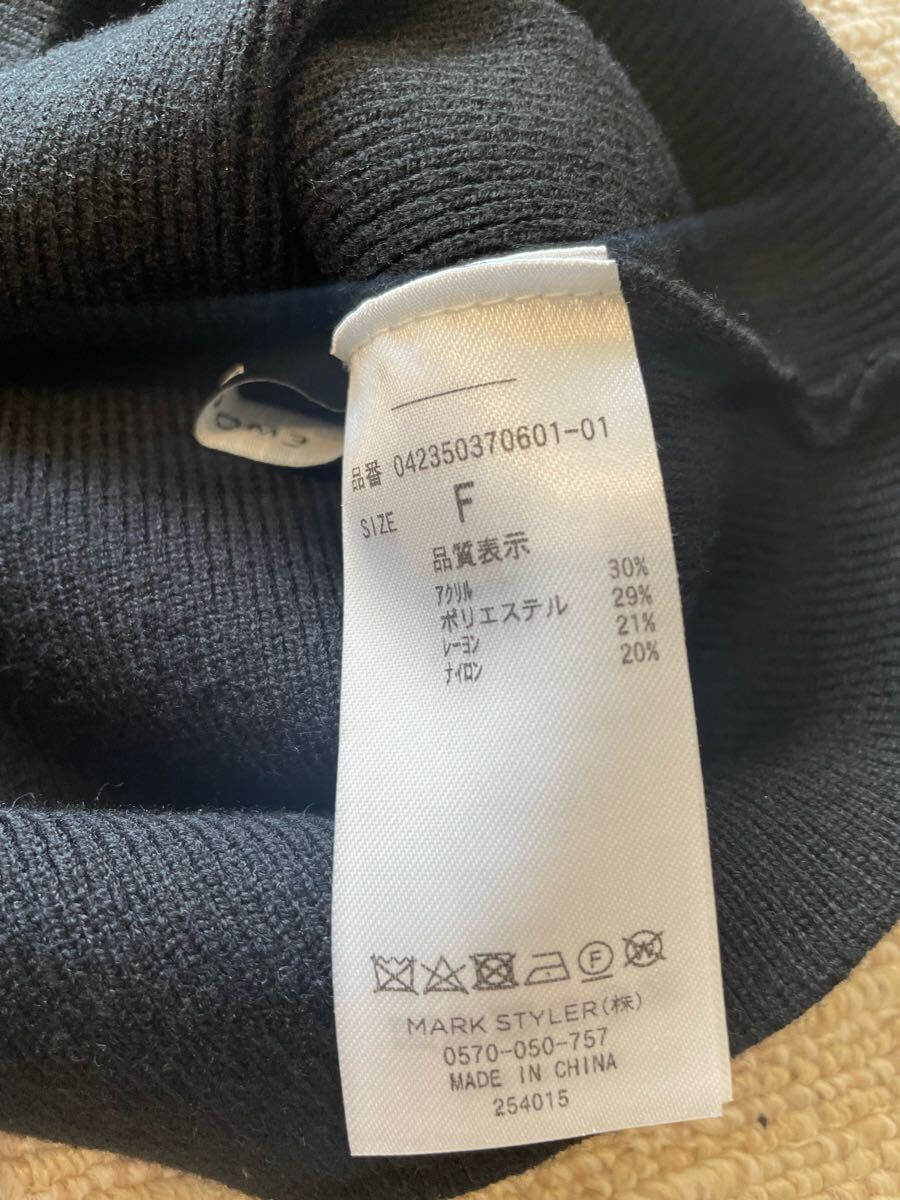 品番 042350370601-01
SIZE F
品質表示
アクリル 30%
ポリエステル 29%
レーヨン 21%
ナイロン 20%
MARK STYLER(株)
0570-050-757
MADE IN CHINA
254015